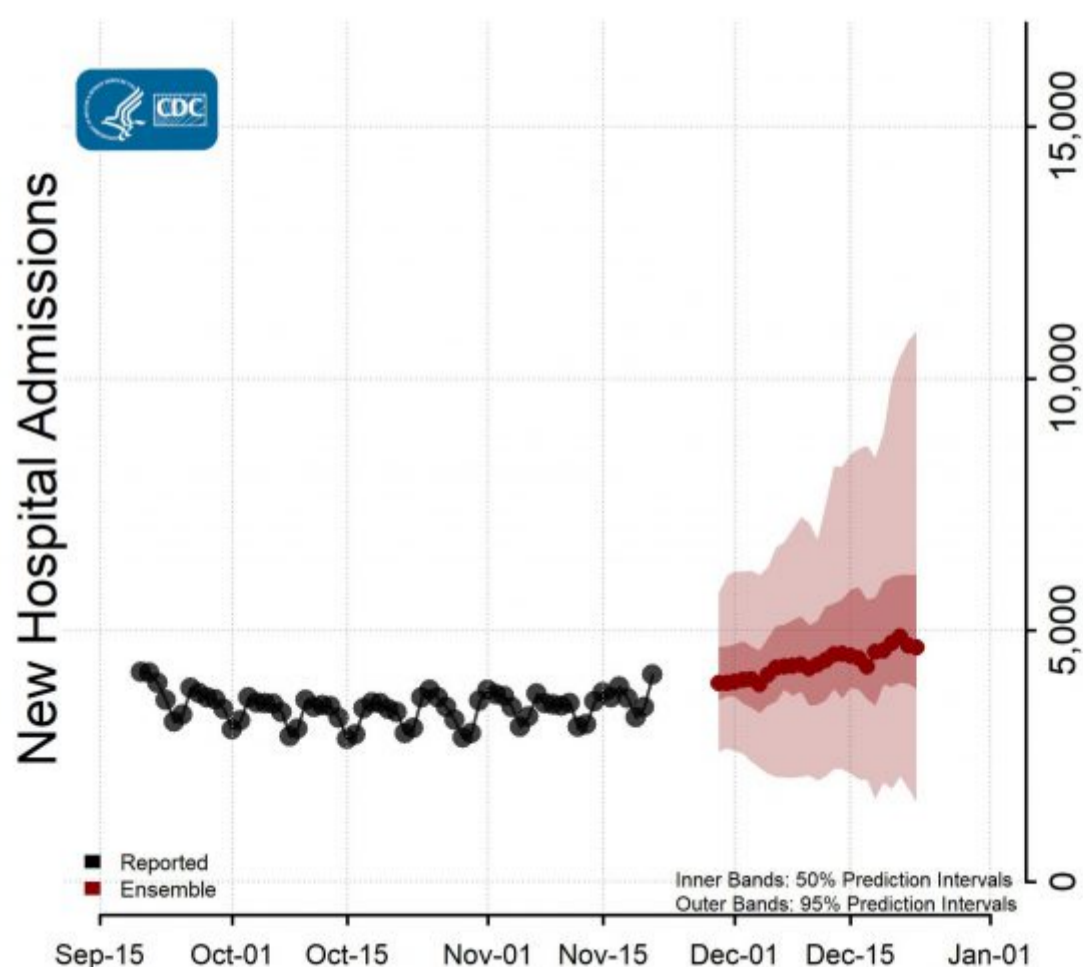 CDC
New Hospital Admissions
15,000
10,000
5,000
0
Reported
Ensemble
Inner Bands: 50% Prediction Intervals
Outer Bands: 95% Prediction Intervals
Sep-15 Oct-01 Oct-15 Nov-01 Nov-15 Dec-01 Dec-15 Jan-01